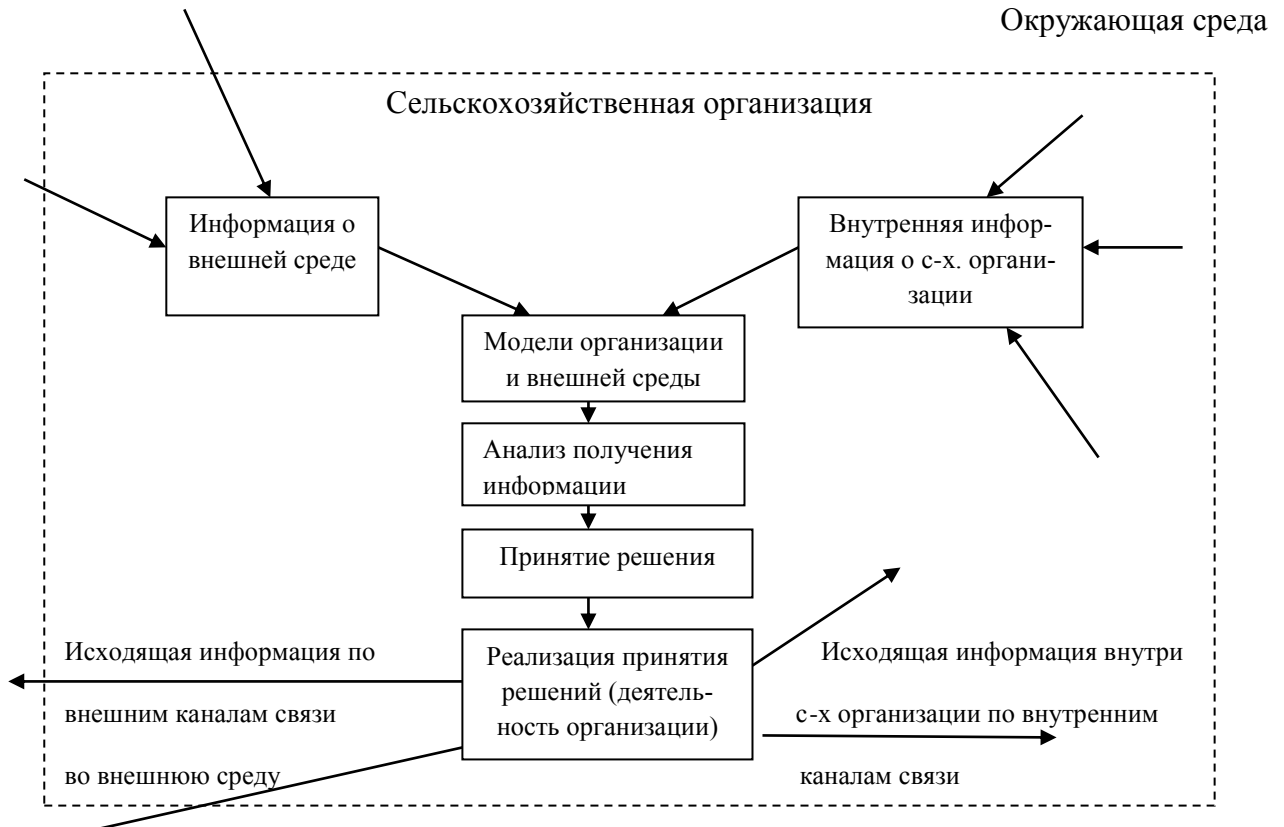 Окружающая среда
Сельскохозяйственная организация
Информация о
внешней среде
Внутренняя инфор-
мация о с-х. органи-
зации
Модели организации
и внешней среды
Анализ получения
информации
Принятие решения
Реализация принятия
решений (деятель-
ность организации)
Исходящая информация по
внешним каналам связи
во внешнюю среду
Исходящая информация внутри
с-х организации по внутренним
каналам связи